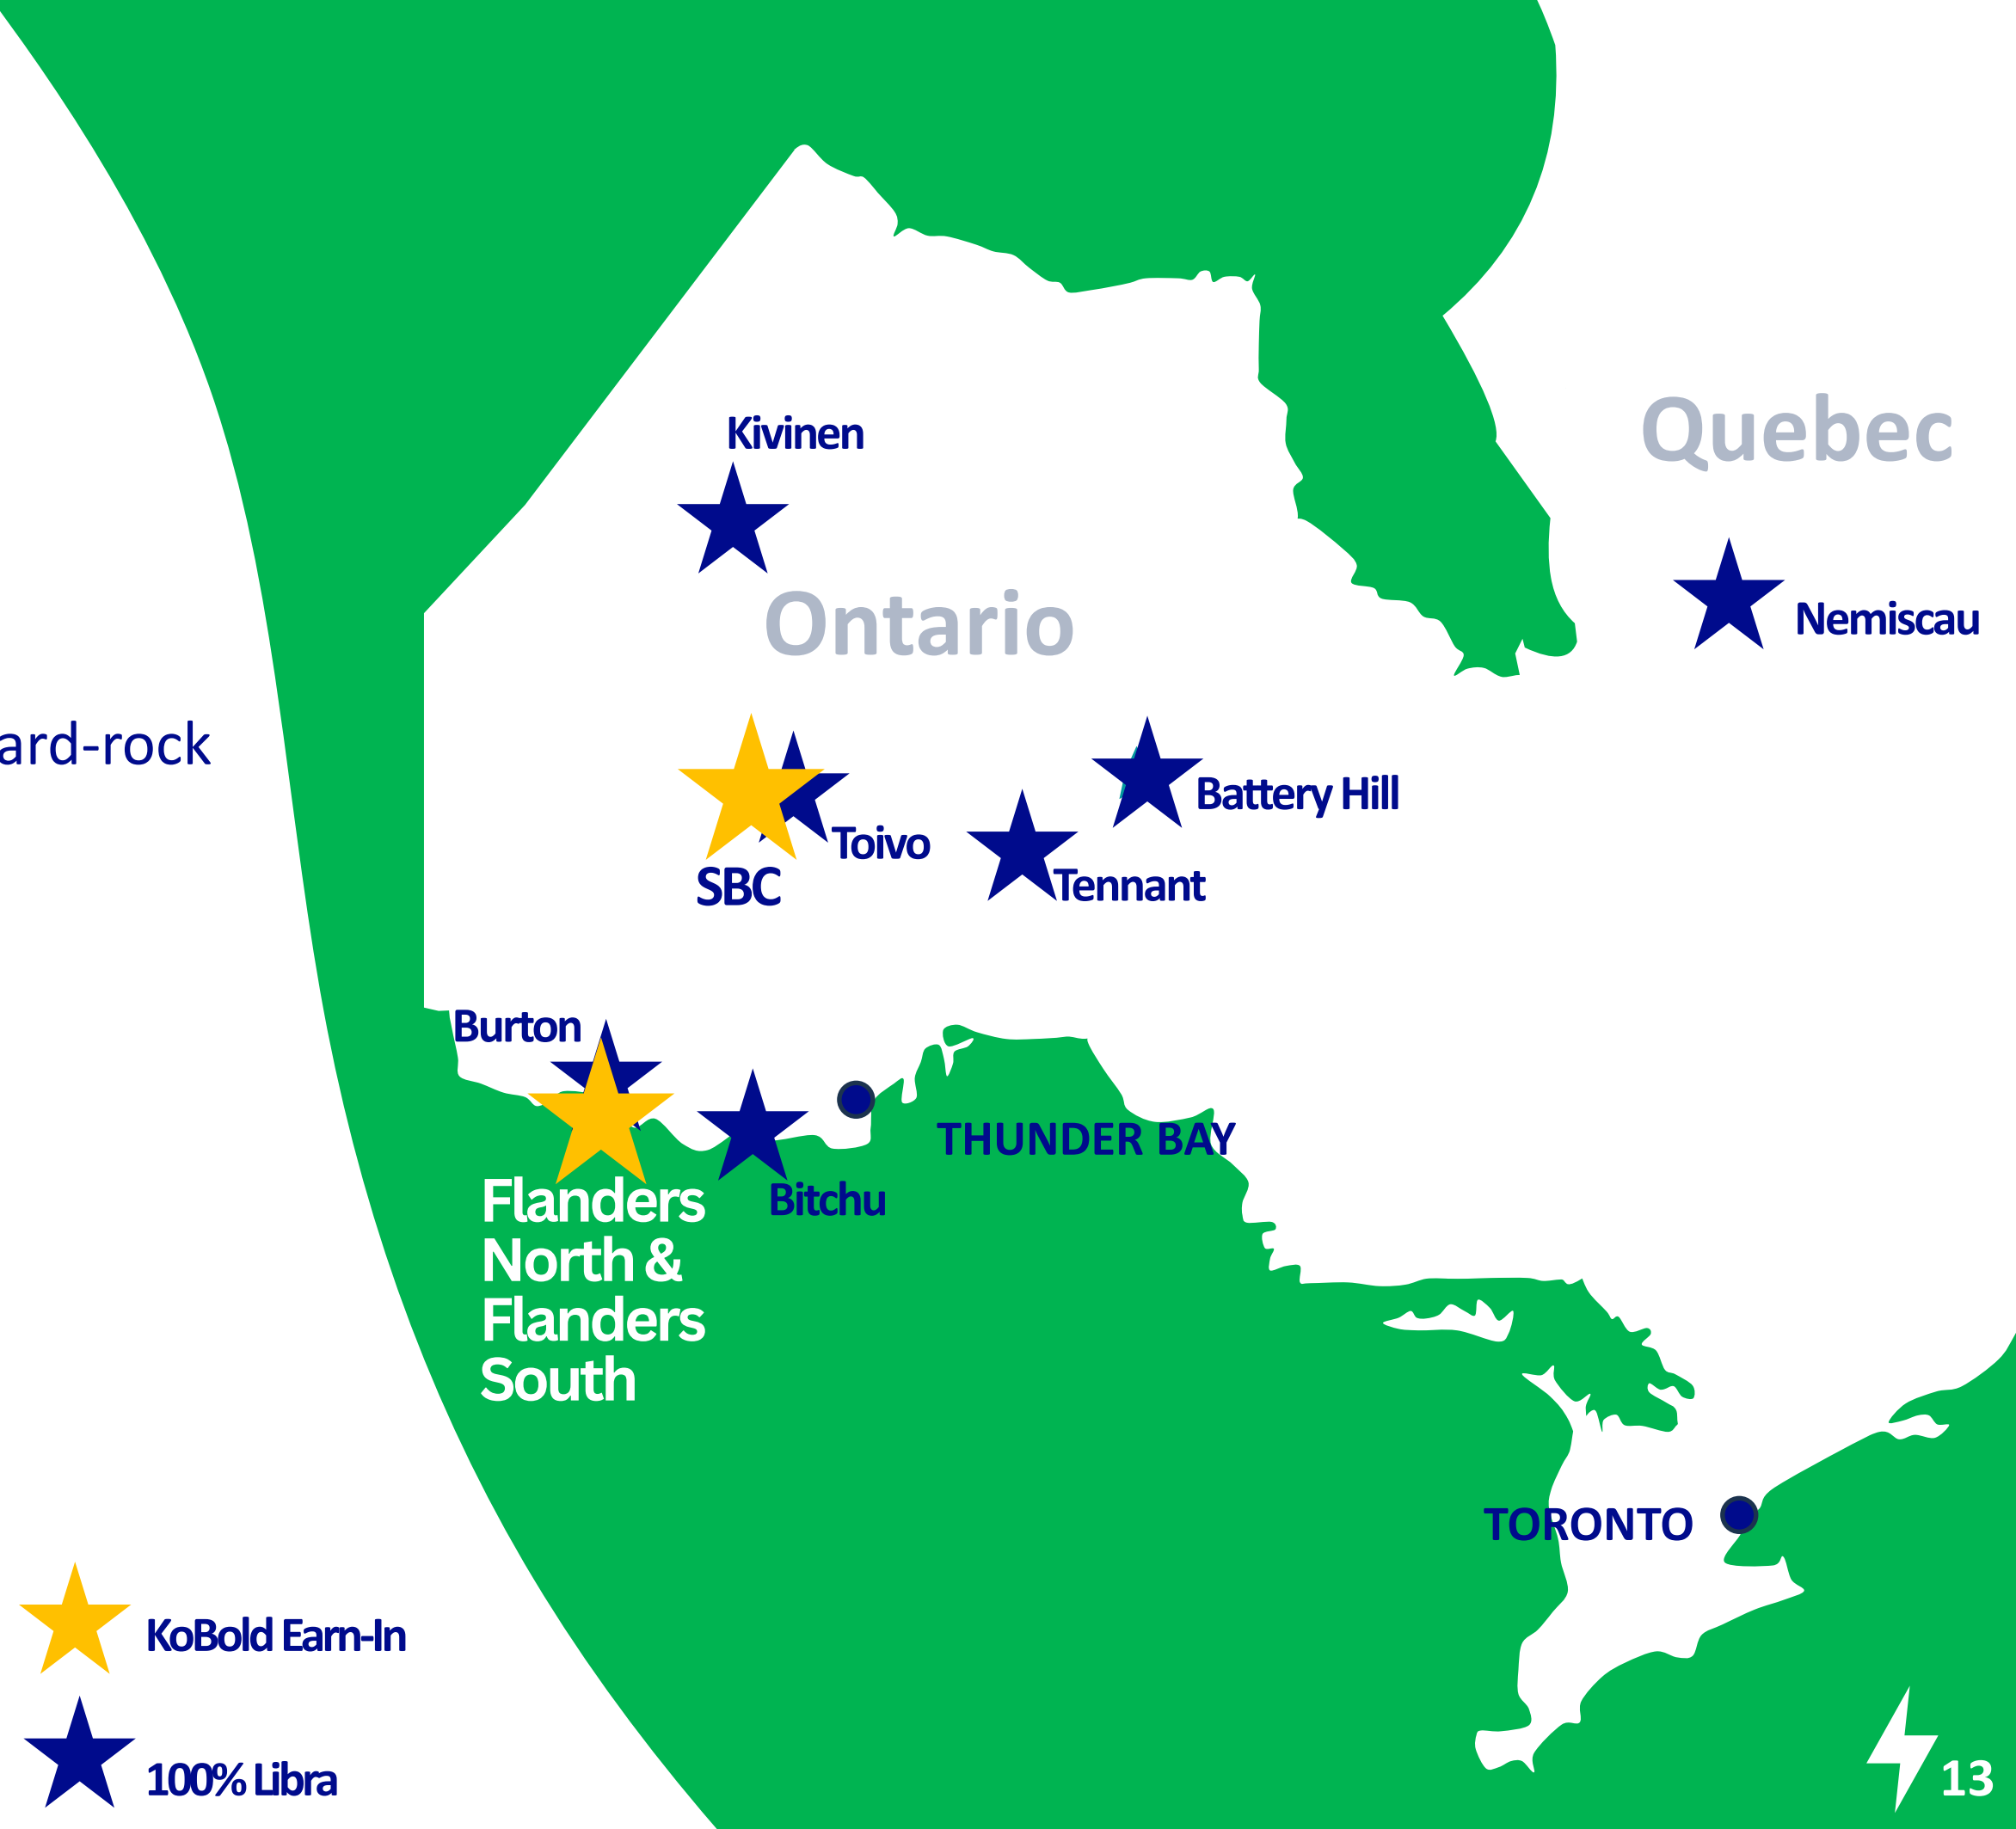 Quebec
Kivinen
Ontario
Nemiscau
ard-rock
Battery Hill
Toivo
SBC
Tennant
Burton
THUNDER BAY
Bitchu
Flanders
North &
Flanders
South
TORONTO
KoBold Earn-In
100% Libra
13